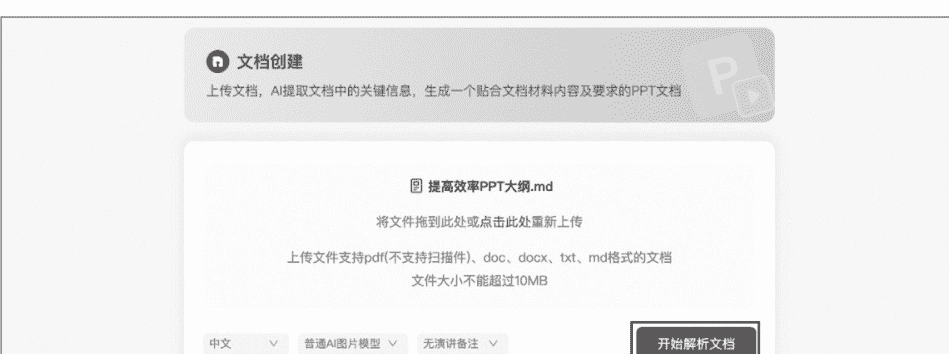 文档创建
上传文档，AI提取文档中的关键信息，生成一个贴合文档材料内容及要求的PPT文档
P
提高效率PPT大纲.md
将文件拖到此处或点击此处重新上传
上传文件支持pdf(不支持扫描件)、doc、docx、txt、md格式的文档
文件大小不能超过10MB
中文 普通AI图片模型 无演讲备注 开始解析文档